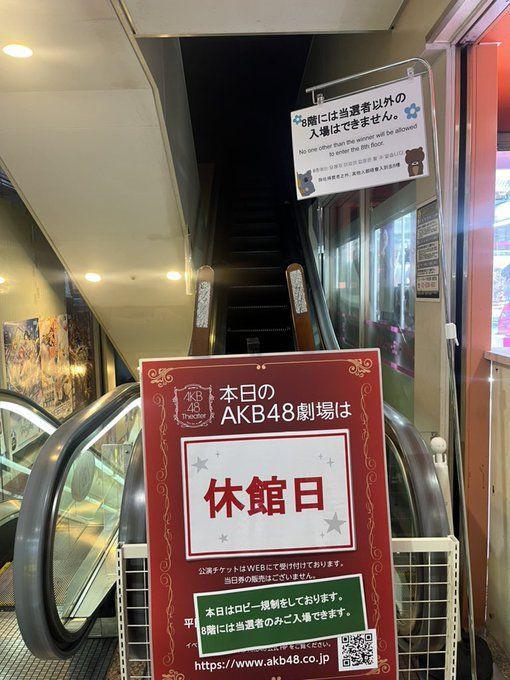 8階には当選者以外の
入場はできません。
No one other than the winner will be allowed
to enter the 8th floor.
AKB
48
Theater
本日の
AKB48劇場は
休館日
公演チケットはWEBにて受け付けております。
当日券の販売はございません。
本日はロビー規制をしております。
8階には当選者のみご入場できます。
https://www.akb48.co.jp